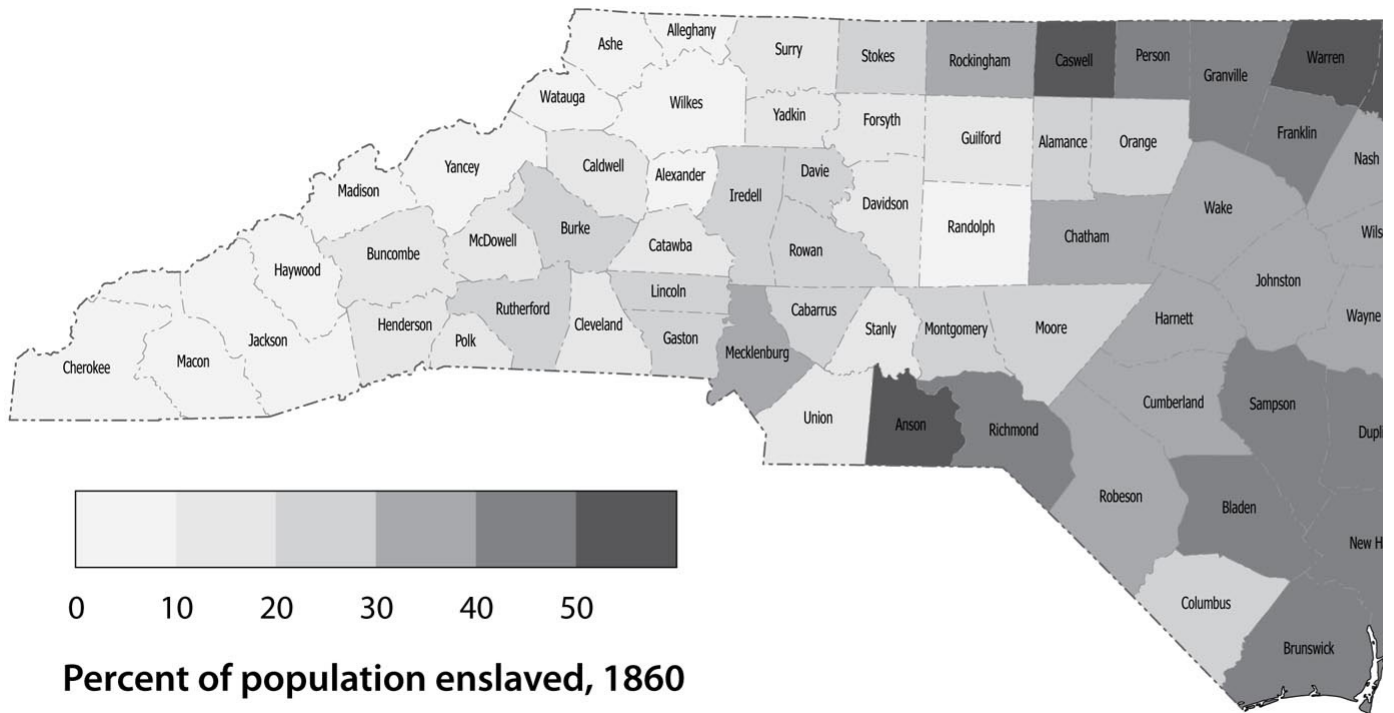 Alleghany
Ashe
Surry
Stokes
Rockingham
Caswell
Person
Granville
Warren
Watauga
Wilkes
Yadkin
Forsyth
Guilford
Alamance
Orange
Franklin
Nash
Yancey
Caldwell
Alexander
Iredell
Davie
Davidson
Randolph
Chatham
Wake
Wils
Madison
Burke
McDowell
Catawba
Rowan
Buncombe
Haywood
Johnston
Lincoln
Cabarrus
Rutherford
Henderson
Cleveland
Gaston
Stanly
Montgomery
Moore
Harnett
Wayne
Polk
Jackson
Mecklenburg
Macon
Cherokee
Cumberland
Sampson
Union
Anson
Richmond
Dupli
Robeson
Bladen
New H
Columbus
Brunswick
0 10 20 30 40 50
Percent of population enslaved, 1860